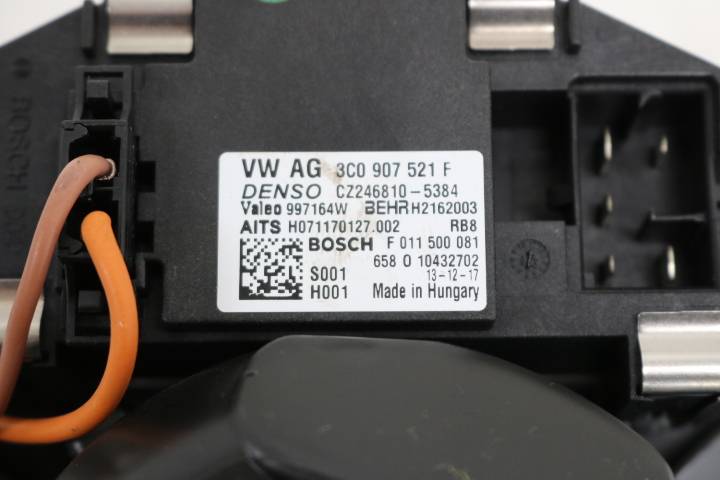 VW AG 3C0 907 521 F
DENSO CZ246810-5384
Valeo 997164W BEHR H2162003
AITS H071170127.002 RB8
BOSCH F 011 500 081
658 0 10432702
S001 13-12-17
H001 Made in Hungary
BOSCH